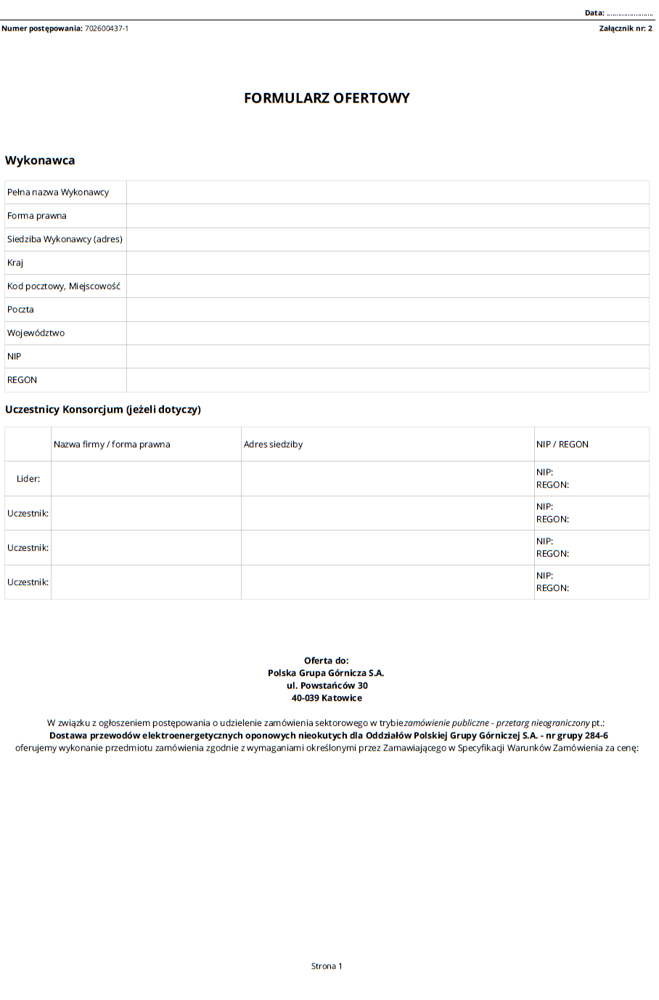 Data: ........................
Numer postępowania: 702600437-1 Załącznik nr: 2
FORMULARZ OFERTOWY
Wykonawca
Pełna nazwa Wykonawcy
Forma prawna
Siedziba Wykonawcy (adres)
Kraj
Kod pocztowy, Miejscowość
Poczta
Województwo
NIP
REGON
Uczestnicy Konsorcjum (jeżeli dotyczy)
Nazwa firmy / forma prawna Adres siedziby NIP / REGON
Lider: NIP:
REGON:
Uczestnik: NIP:
REGON:
Uczestnik: NIP:
REGON:
Uczestnik: NIP:
REGON:
Oferta do:
Polska Grupa Górnicza S.A.
ul. Powstańców 30
40-039 Katowice
W związku z ogłoszeniem postępowania o udzielenie zamówienia sektorowego w trybie zamówienie publiczne - przetarg nieograniczony pt.:
Dostawa przewodów elektroenergetycznych oponowych nieokutych dla Oddziałów Polskiej Grupy Górniczej S.A. - nr grupy 284-6
oferujemy wykonanie przedmiotu zamówienia zgodnie z wymaganiami określonymi przez Zamawiającego w Specyfikacji Warunków Zamówienia za cenę:
Strona 1